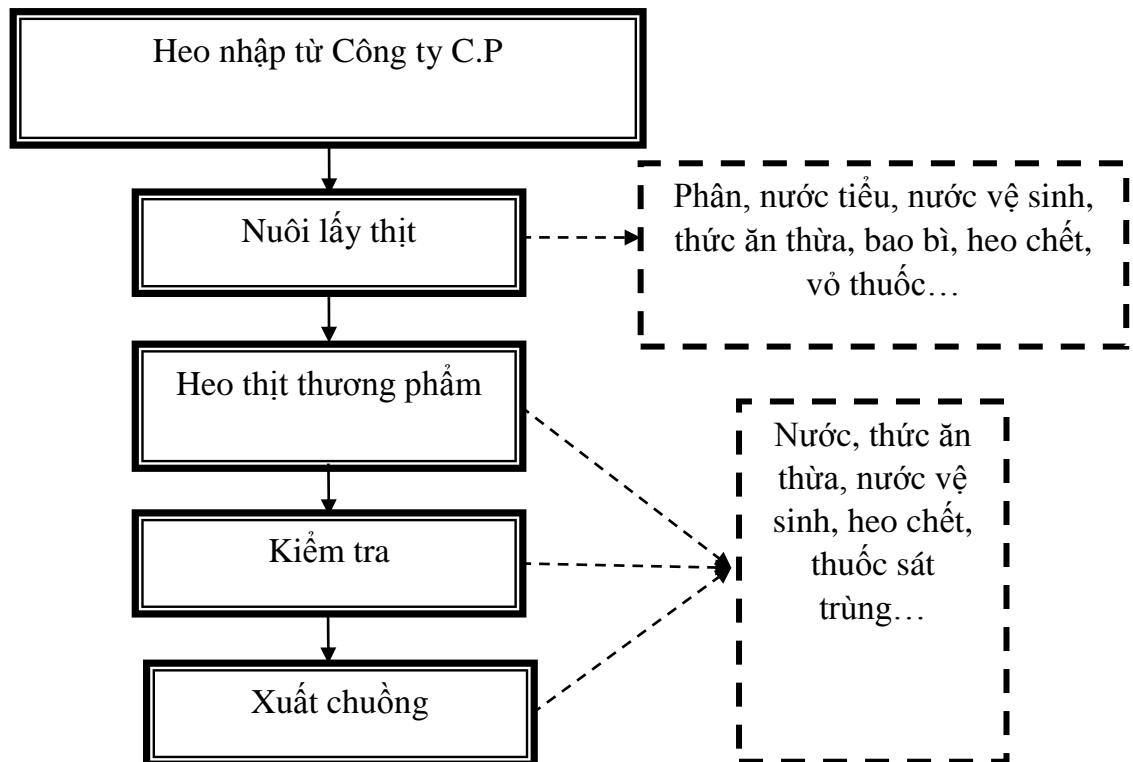 Heo nhập từ Công ty C.P
Nuôi lấy thịt
Phân, nước tiểu, nước vệ sinh,
thức ăn thừa, bao bì, heo chết,
vỏ thuốc…
Heo thịt thương phẩm
Nước, thức ăn
thừa, nước vệ
sinh, heo chết,
thuốc sát
trùng…
Kiểm tra
Xuất chuồng